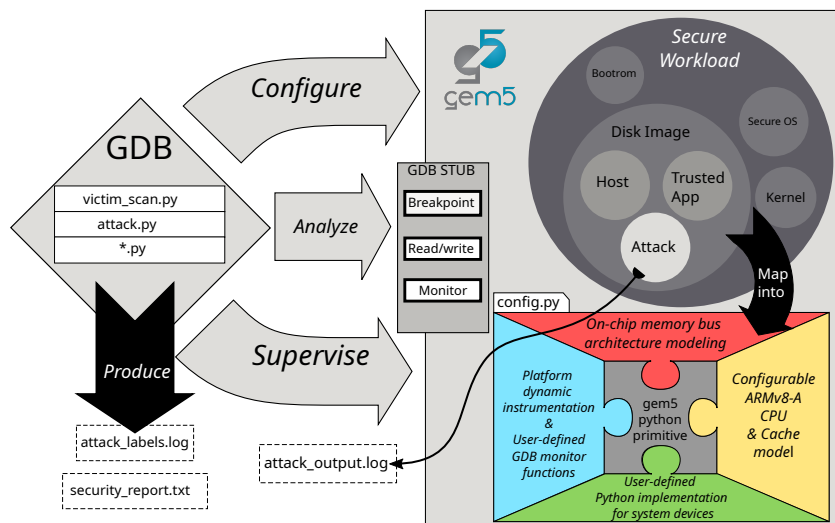 Configure
g5
gem5
Secure
Workload
Bootrom
Secure OS
Disk Image
Host
Trusted
App
Kernel
Attack
GDB
victim_scan.py
attack.py
*.py
Analyze
GDB STUB
Breakpoint
Read/write
Monitor
Map
into
config.py
On-chip memory bus
architecture modeling
Supervise
Produce
Platform
dynamic
instrumentation
&
User-defined
GDB monitor
functions
gem5
python
primitive
Configurable
ARMv8-A
CPU
& Cache
model
User-defined
Python implementation
for system devices
attack_labels.log
attack_output.log
security_report.txt